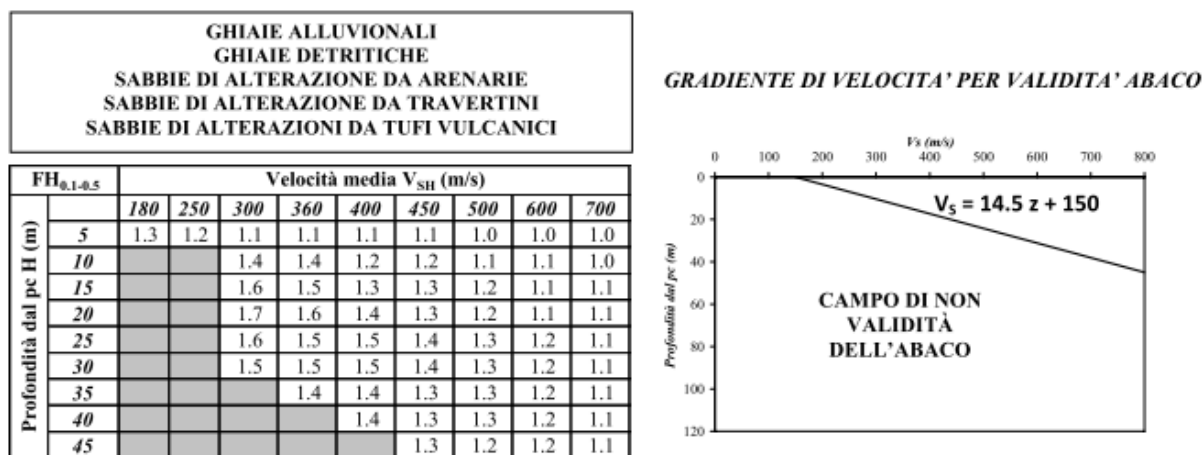 GHIAIE ALLUVIONALI
GHIAIE DETRITICHE
SABBIE DI ALTERAZIONE DA ARENARIE
SABBIE DI ALTERAZIONE DA TRAVERTINI
SABBIE DI ALTERAZIONI DA TUFI VULCANICI
FH0.1-0.5 Velocità media VSH (m/s)
180 250 300 360 400 450 500 600 700
Profondità dal pc H (m)
5 1.3 1.2 1.1 1.1 1.1 1.1 1.0 1.0 1.0
10 1.4 1.4 1.2 1.2 1.1 1.1 1.0
15 1.6 1.5 1.3 1.3 1.2 1.1 1.1
20 1.7 1.6 1.4 1.3 1.2 1.1 1.1
25 1.6 1.5 1.5 1.4 1.3 1.2 1.1
30 1.5 1.5 1.5 1.4 1.3 1.2 1.1
35 1.4 1.4 1.3 1.3 1.2 1.1
40 1.4 1.3 1.3 1.2 1.1
45 1.3 1.2 1.2 1.1
GRADIENTE DI VELOCITA' PER VALIDITA' ABACO
Vs (m/s)
0 100 200 300 400 500 600 700 800
Profondità dal pc (m)
0
20
40
60
80
100
120
VS = 14.5 z + 150
CAMPO DI NON
VALIDITÀ
DELL'ABACO